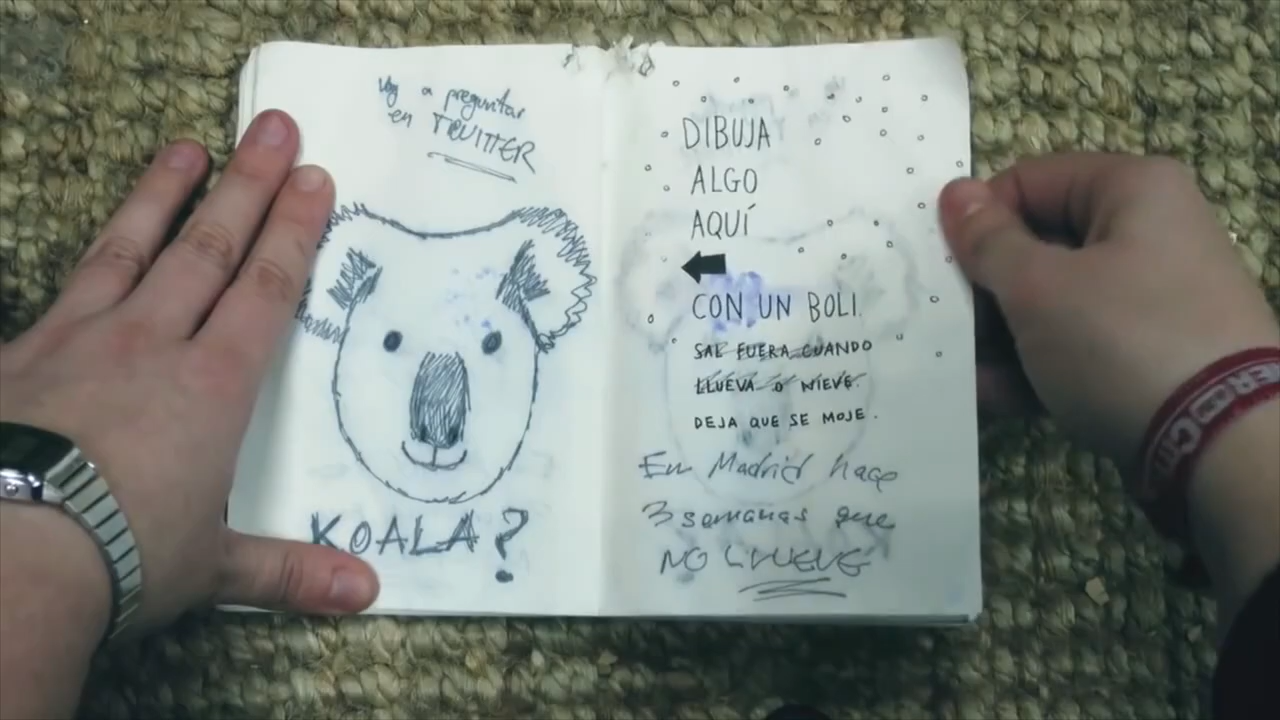 Voy a preguntar
en TWITTER
KOALA?
DIBUJA
ALGO
AQUÍ
CON UN BOLI.
SAL FUERA CUANDO
LLUEVA O NIEVE.
DEJA QUE SE MOJE.
En Madrid hace
3 semanas que
NO LLUEVE